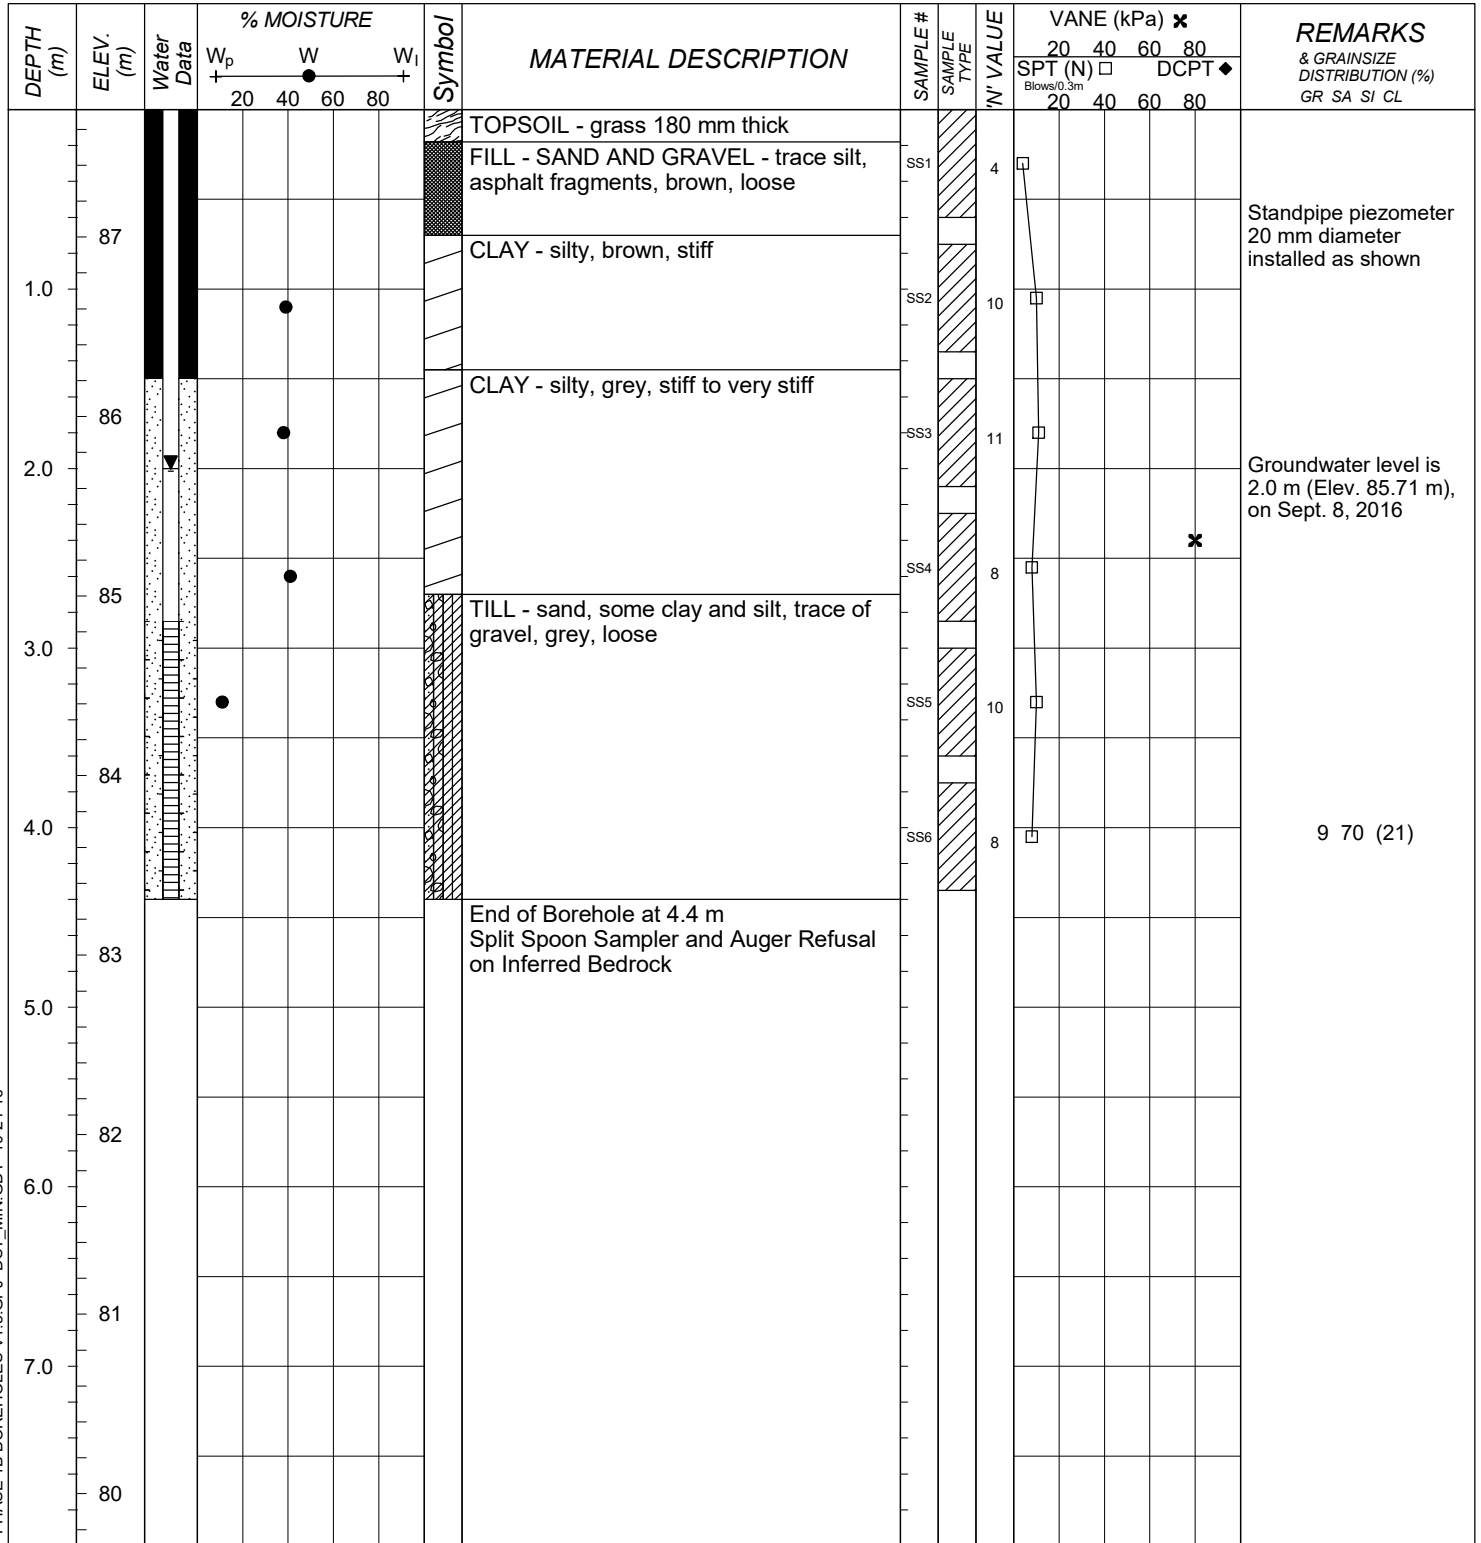 DEPTH (m)
ELEV. (m)
Water Data
% MOISTURE
Wp W Wl
20 40 60 80
Symbol
MATERIAL DESCRIPTION
SAMPLE #
SAMPLE TYPE
'N' VALUE
VANE (kPa)
20 40 60 80
SPT (N) DCPT
Blows/0.3m
20 40 60 80
REMARKS
& GRAINSIZE
DISTRIBUTION (%)
GR SA SI CL
TOPSOIL - grass 180 mm thick
FILL - SAND AND GRAVEL - trace silt,
asphalt fragments, brown, loose
SS1 4
Standpipe piezometer
20 mm diameter
installed as shown
87
CLAY - silty, brown, stiff
1.0
SS2 10
CLAY - silty, grey, stiff to very stiff
86
SS3 11
2.0
Groundwater level is
2.0 m (Elev. 85.71 m),
on Sept. 8, 2016
SS4 8
85
TILL - sand, some clay and silt, trace of
gravel, grey, loose
3.0
SS5 10
84
4.0
SS6 8
9 70 (21)
End of Borehole at 4.4 m
Split Spoon Sampler and Auger Refusal
on Inferred Bedrock
83
5.0
82
6.0
81
7.0
80